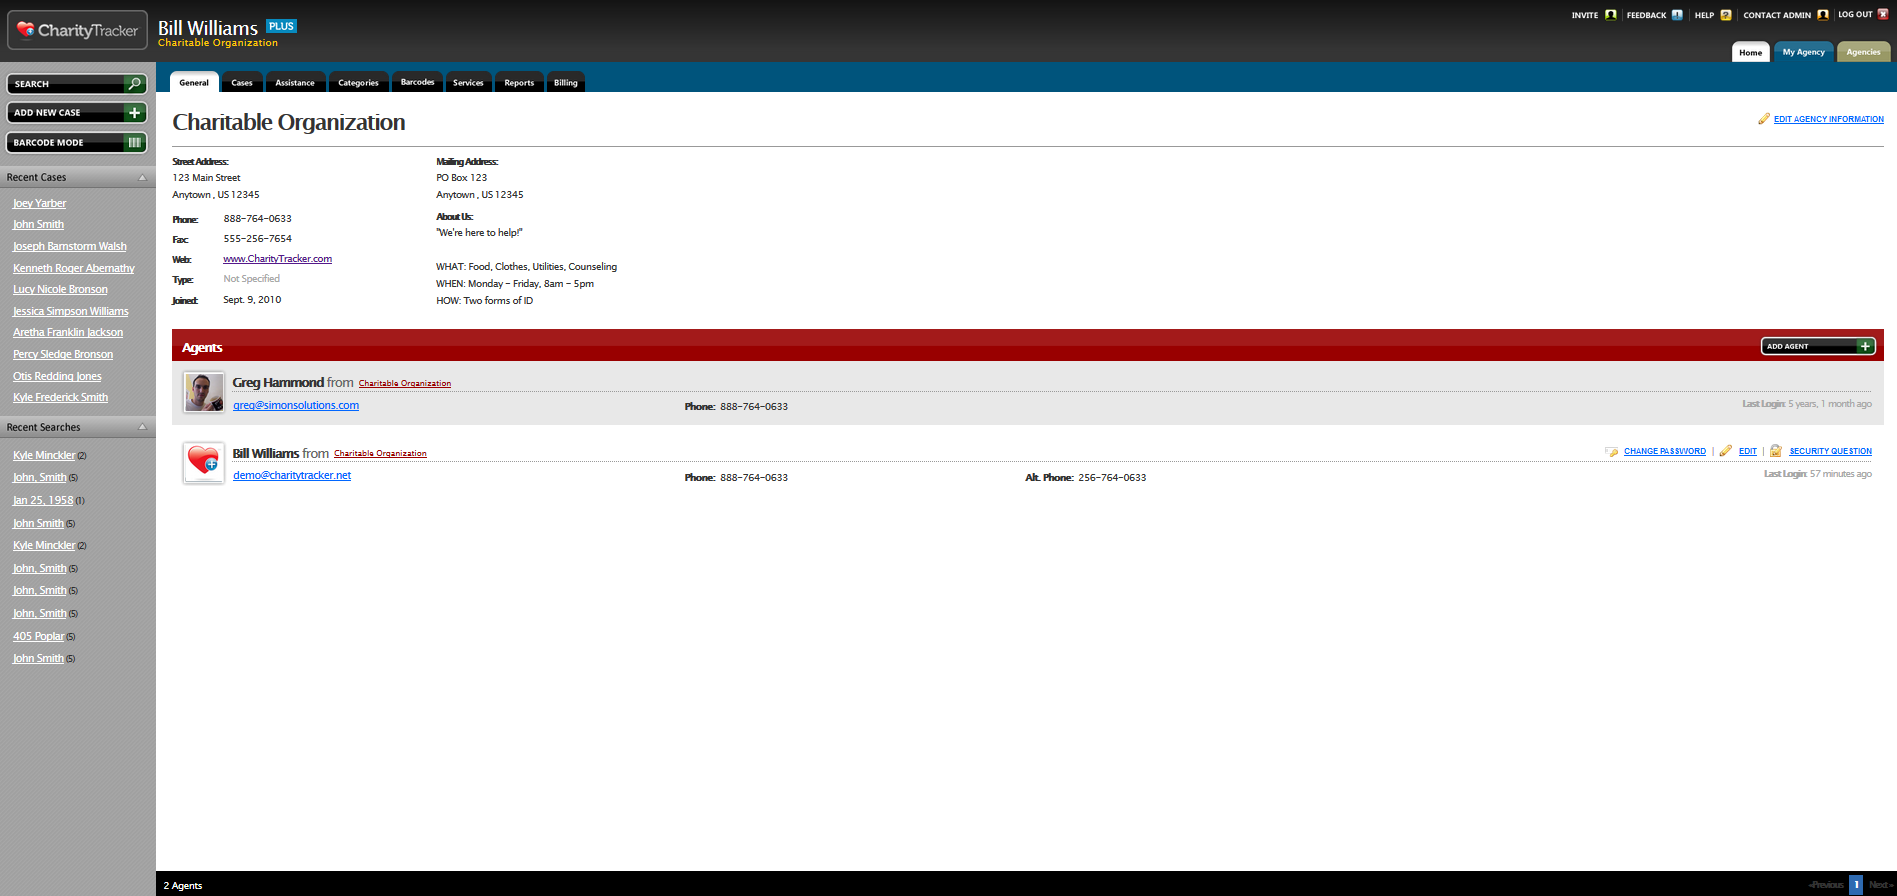 CharityTracker
Bill Williams PLUS
Charitable Organization
INVITE FEEDBACK HELP CONTACT ADMIN LOG OUT
Home My Agency Agencies
SEARCH
ADD NEW CASE
BARCODE MODE
Recent Cases
Joey Yarber
John Smith
Joseph Barnstorm Walsh
Kenneth Roger Abernathy
Lucy Nicole Bronson
Jessica Simpson Williams
Aretha Franklin Jackson
Percy Sledge Bronson
Otis Redding Jones
Kyle Frederick Smith
Recent Searches
Kyle Minckler (2)
John, Smith (5)
Jan 25, 1958 (1)
John Smith (5)
Kyle Minckler (2)
John, Smith (5)
John, Smith (5)
John, Smith (5)
405 Poplar (5)
John Smith (5)
General Cases Assistance Categories Barcodes Services Reports Billing
Charitable Organization
EDIT AGENCY INFORMATION
Street Address:
123 Main Street
Anytown , US 12345
Phone: 888-764-0633
Fax: 555-256-7654
Web: www.CharityTracker.com
Type: Not Specified
Joined: Sept. 9, 2010
Mailing Address:
PO Box 123
Anytown , US 12345
About Us:
"We're here to help!"
WHAT: Food, Clothes, Utilities, Counseling
WHEN: Monday - Friday, 8am - 5pm
HOW: Two forms of ID
Agents
ADD AGENT
Greg Hammond from Charitable Organization
greg@simonsolutions.com Phone: 888-764-0633 Last Login: 5 years, 1 month ago
Bill Williams from Charitable Organization CHANGE PASSWORD | EDIT | SECURITY QUESTION
demo@charitytracker.net Phone: 888-764-0633 Alt. Phone: 256-764-0633 Last Login: 57 minutes ago
2 Agents
«Previous 1 Next»